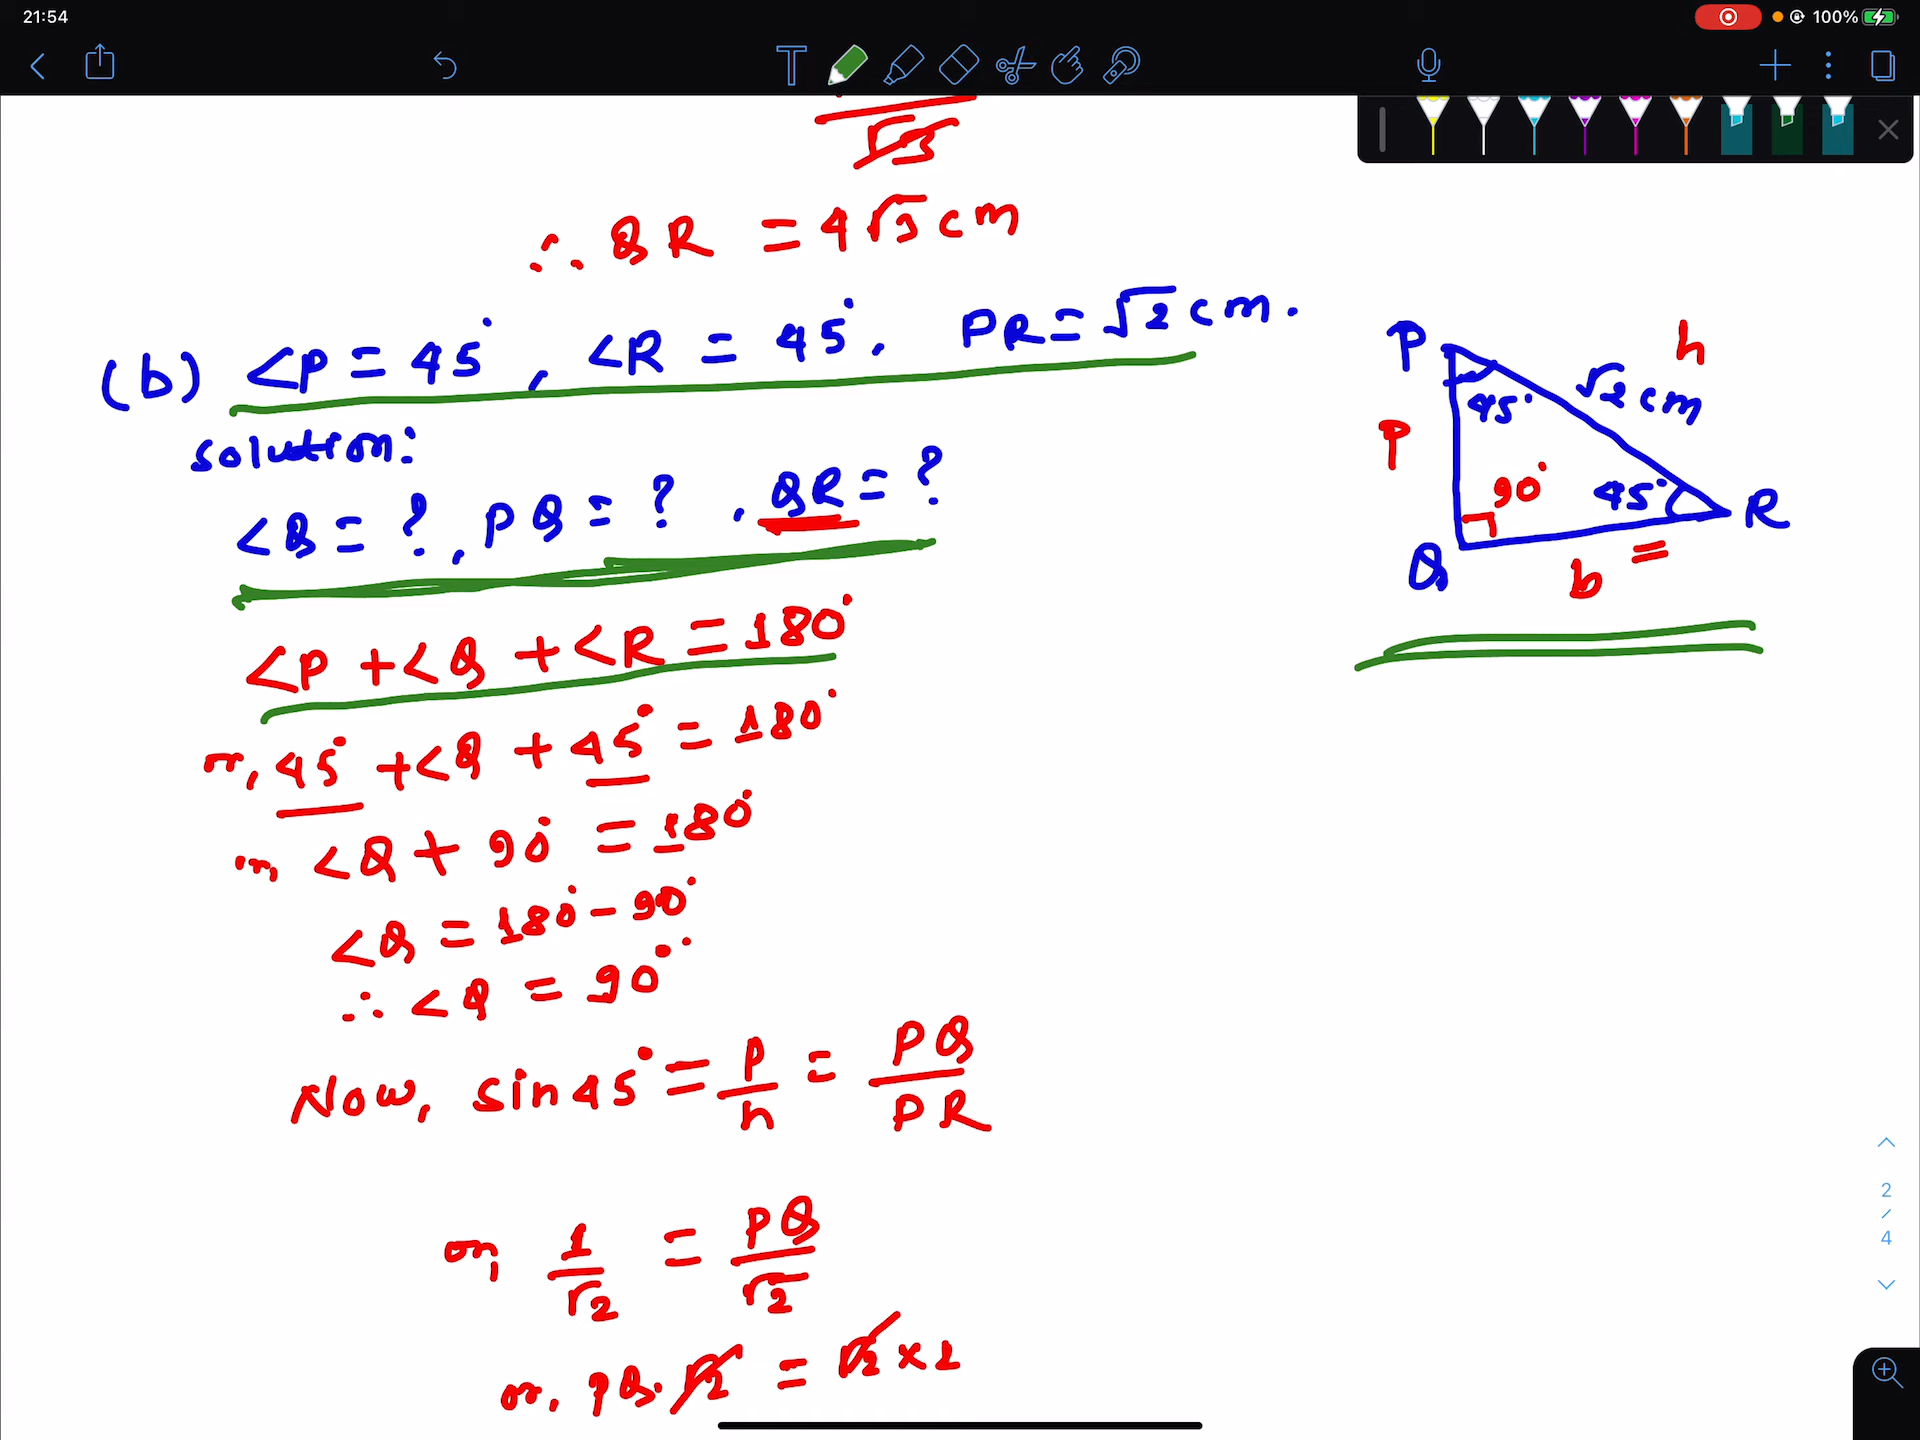 21:54
100%
√3
∴ QR = 4√3 cm
(b) <P = 45°, <R = 45°, PR = √2 cm.
solution:
<Q = ?, PQ = ?, QR = ?
<P + <Q + <R = 180°
or, 45° + <Q + 45° = 180°
or, <Q + 90° = 180°
<Q = 180° - 90°
∴ <Q = 90°
Now, sin 45° = p/h = PQ/PR
or, 1/√2 = PQ/√2
or, PQ.√2 = √2 × 1
P
h
45°
√2 cm
P
90°
45°
R
Q
b
2
/
4